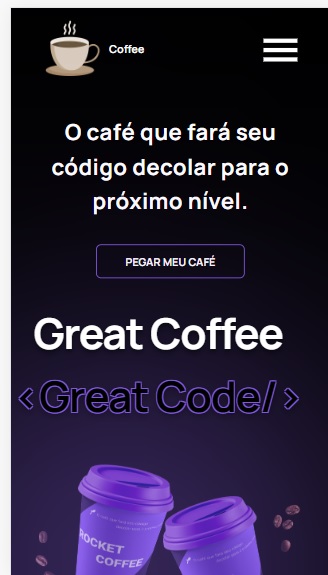 Coffee
O café que fará seu
código decolar para o
próximo nível.
PEGAR MEU CAFÉ
Great Coffee
<Great Code/>
ROCKET
COFFEE